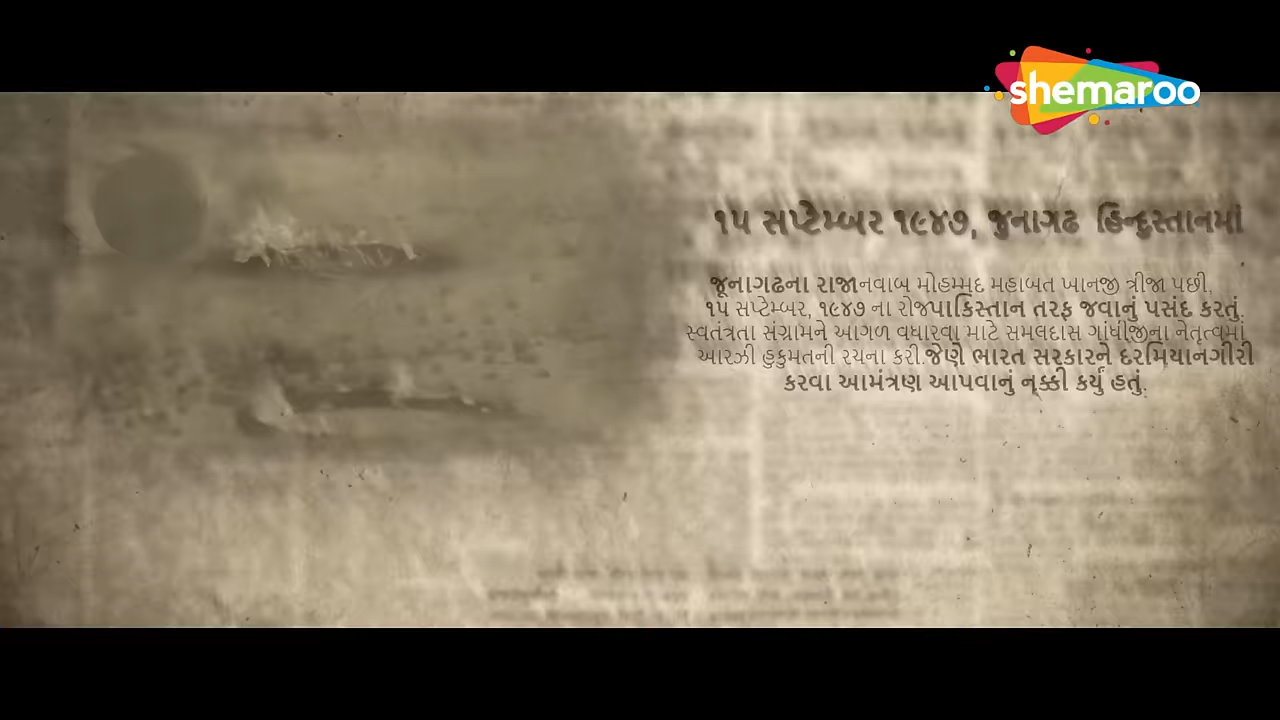 shemaroo
૧૫ સપ્ટેમ્બર ૧૯૪૭, જુનાગઢ હિન્દુસ્તાનમાં
જૂનાગઢના રાજાનવાબ મોહમ્મદ મહાબત ખાનજી ત્રીજા પછી,
૧૫ સપ્ટેમ્બર, ૧૯૪૭ ના રોજપાકિસ્તાન તરફ જવાનું પસંદ કરતું.
સ્વતંત્રતા સંગ્રામને આગળ વધારવા માટે સમલદાસ ગાંધીજીના નેતૃત્વમાં
આરઝી હુકુમતની રચના કરી.જેણે ભારત સરકારને દરમિયાનગીરી
કરવા આમંત્રણ આપવાનું નક્કી કર્યું હતું.